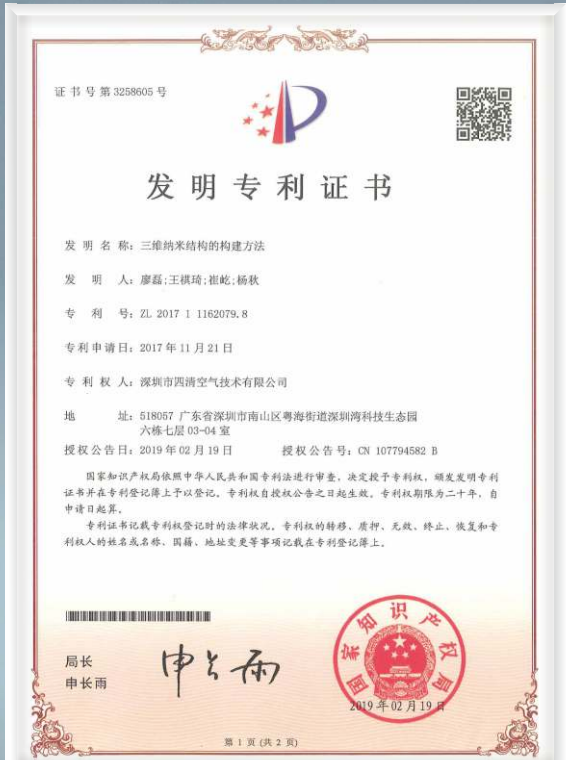 证书号第3258605号
发明专利证书
发明名称：三维纳米结构的构建方法
发明人：廖磊;王祺琦;崔屹;杨秋
专利号：ZL 2017 1 1162079.8
专利申请日：2017年11月21日
专利权人：深圳市四清空气技术有限公司
地址：518057 广东省深圳市南山区粤海街道深圳湾科技生态园
六栋七层03-04室
授权公告日：2019年02月19日 授权公告号：CN 107794582 B
国家知识产权局依照中华人民共和国专利法进行审查，决定授予专利权，颁发发明专利
证书并在专利登记簿上予以登记。专利权自授权公告之日起生效。专利权期限为二十年，自
申请日起算。
专利证书记载专利权登记时的法律状况。专利权的转移、质押、无效、终止、恢复和专
利权人的姓名或名称、国籍、地址变更等事项记载在专利登记簿上。
局长
申长雨
申长雨
国家知识产权局
2019年02月19日
第1页(共2页)